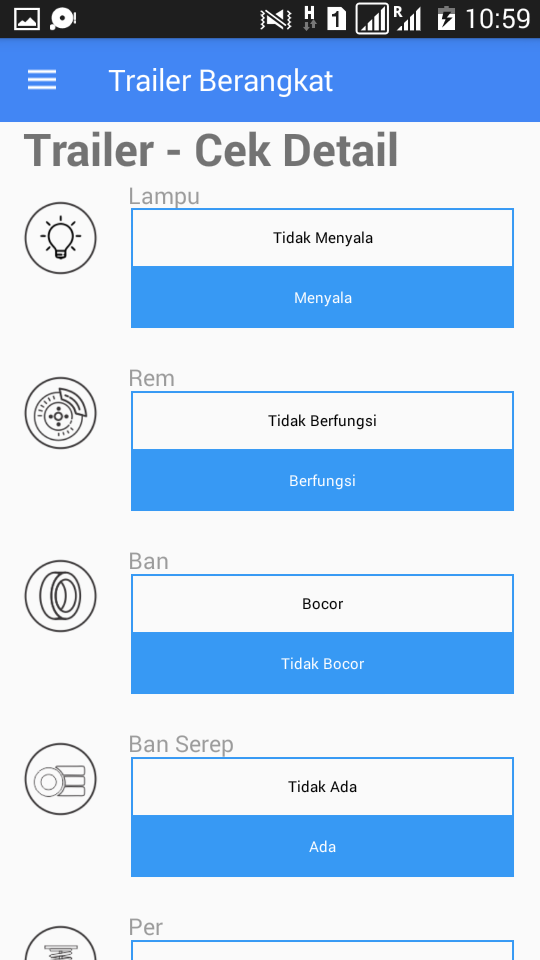 H 1 R 10:59
Trailer Berangkat
Trailer - Cek Detail
Lampu
Tidak Menyala
Menyala
Rem
Tidak Berfungsi
Berfungsi
Ban
Bocor
Tidak Bocor
Ban Serep
Tidak Ada
Ada
Per